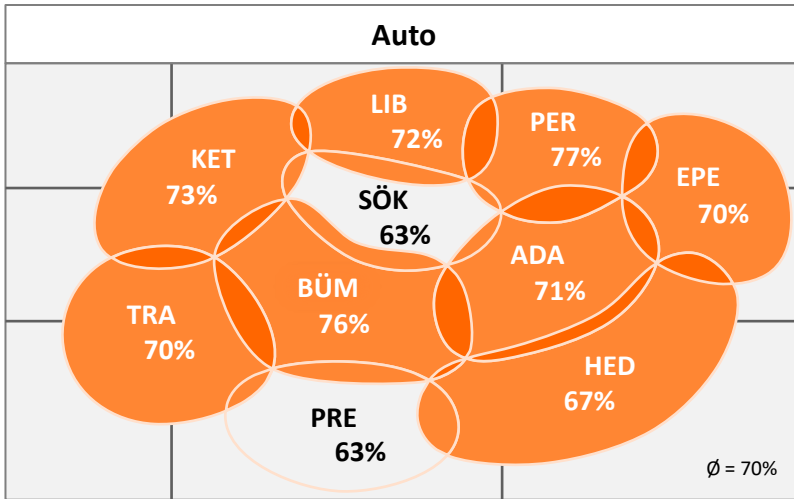 Auto
LIB
72%
PER
77%
KET
73%
EPE
70%
SÖK
63%
ADA
71%
BÜM
76%
TRA
70%
HED
67%
PRE
63%
Ø = 70%